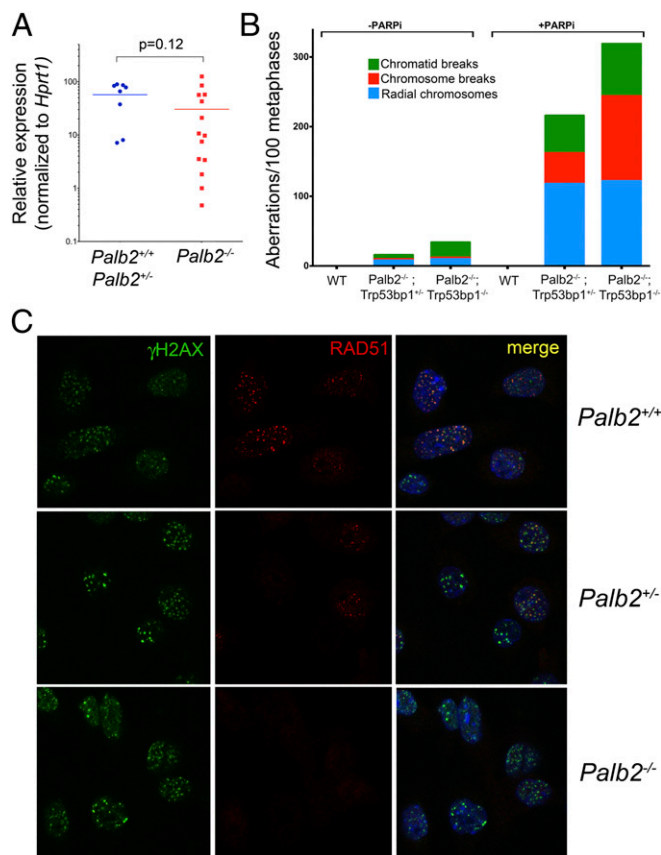 A
p=0.12
Relative expression
(normalized to Hprt1)
100
10
1
0.1
Palb2+/+
Palb2+/-
Palb2-/-
B
-PARPi
+PARPi
Chromatid breaks
Chromosome breaks
Radial chromosomes
Aberrations/100 metaphases
300
200
100
0
WT
Palb2-/- ;
Trp53bp1+/-
Palb2-/-;
Trp53bp1-/-
WT
Palb2-/- ;
Trp53bp1+/-
Palb2-/-;
Trp53bp1-/-
C
γH2AX
RAD51
merge
Palb2+/+
Palb2+/-
Palb2-/-